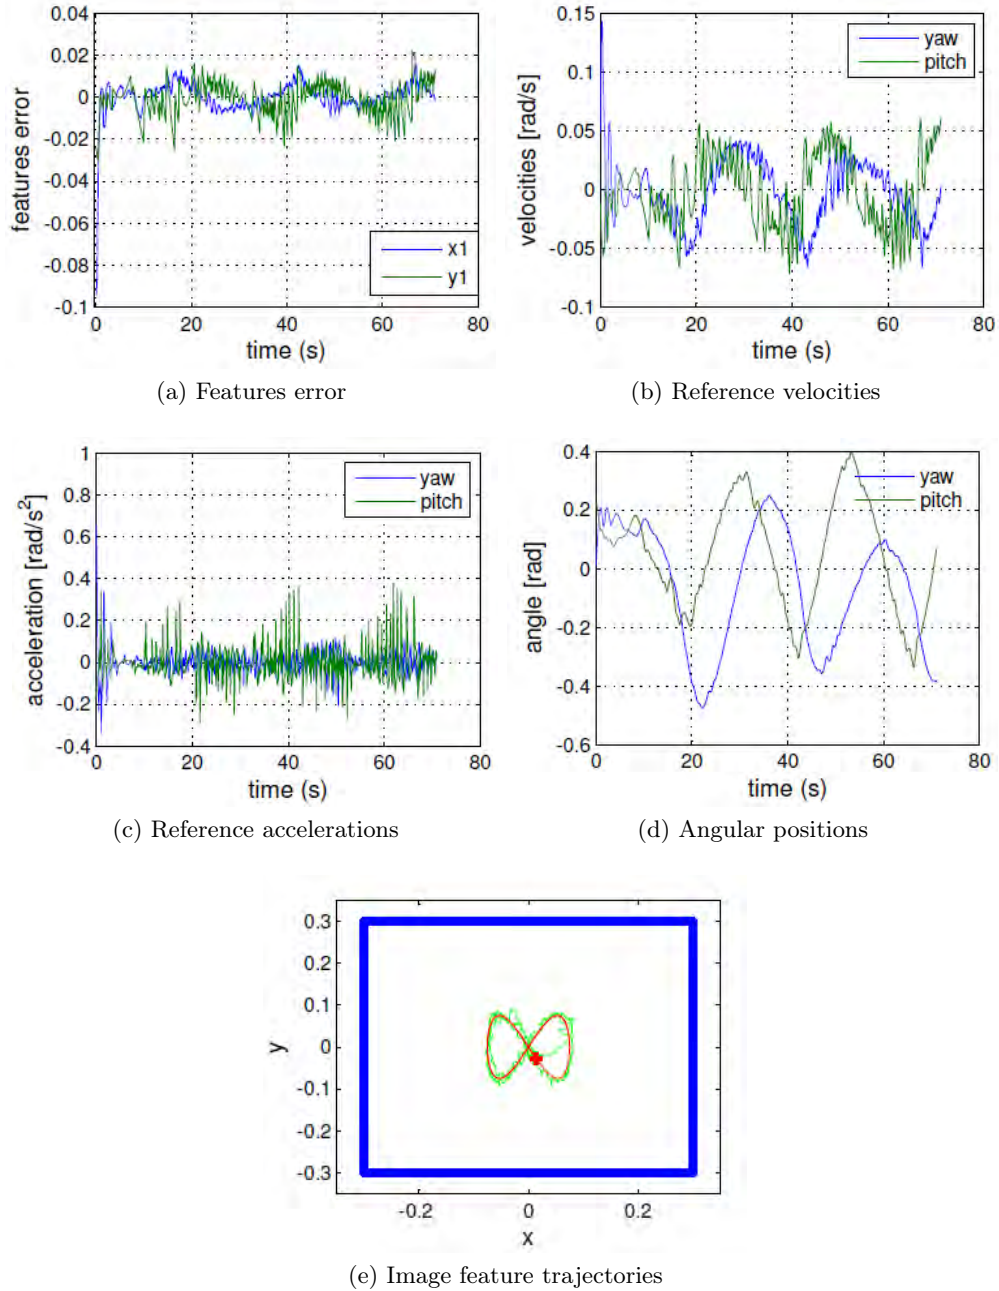 0.04
0.02
0
-0.02
-0.04
-0.06
-0.08
-0.1
features error
x1
y1
0 20 40 60 80
time (s)
(a) Features error
0.15
0.1
0.05
0
-0.05
-0.1
velocities [rad/s]
yaw
pitch
0 20 40 60 80
time (s)
(b) Reference velocities
1
0.8
0.6
0.4
0.2
0
-0.2
-0.4
acceleration [rad/s²]
yaw
pitch
0 20 40 60 80
time (s)
(c) Reference accelerations
0.4
0.2
0
-0.2
-0.4
-0.6
angle [rad]
yaw
pitch
0 20 40 60 80
time (s)
(d) Angular positions
0.3
0.2
0.1
0
-0.1
-0.2
-0.3
y
-0.2 0 0.2
x
(e) Image feature trajectories